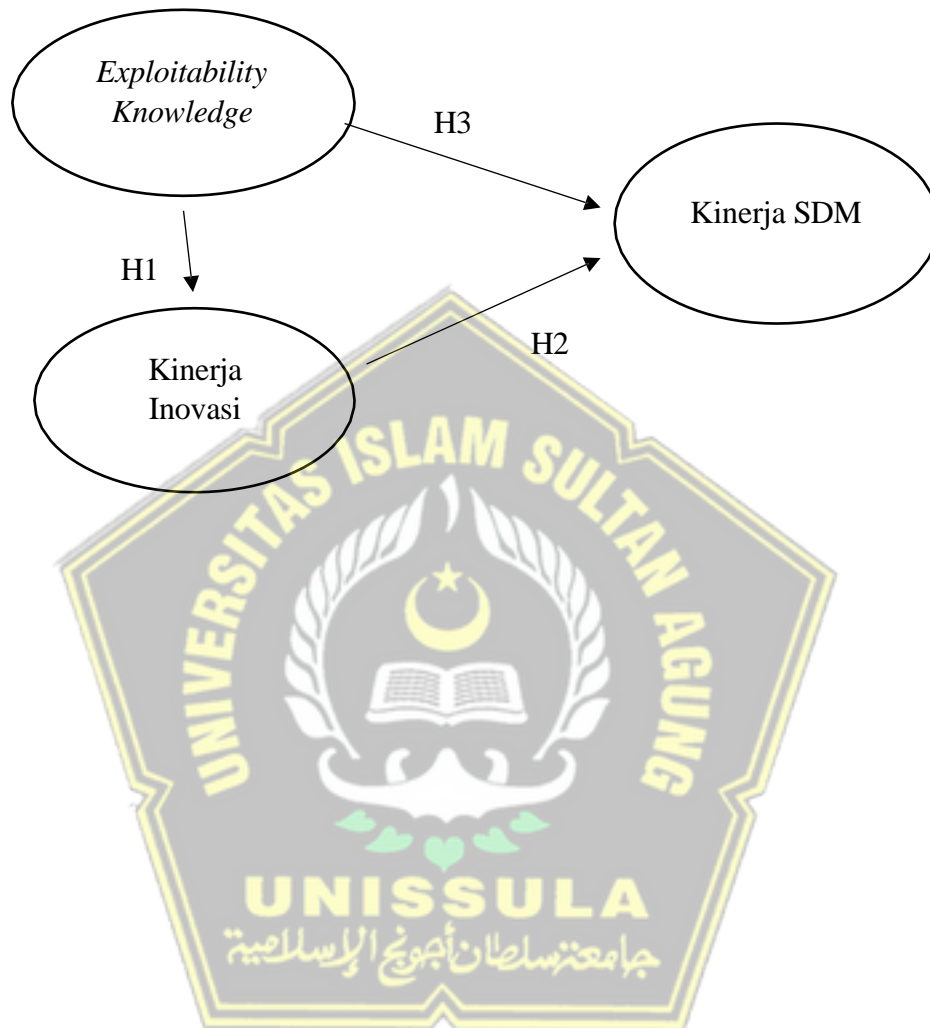 Exploitability
Knowledge
H3
Kinerja SDM
H1
H2
Kinerja
Inovasi
UNIVERSITAS ISLAM SULTAN AGUNG
UNISSULA
جامعة سلطان أجونج الإسلامية